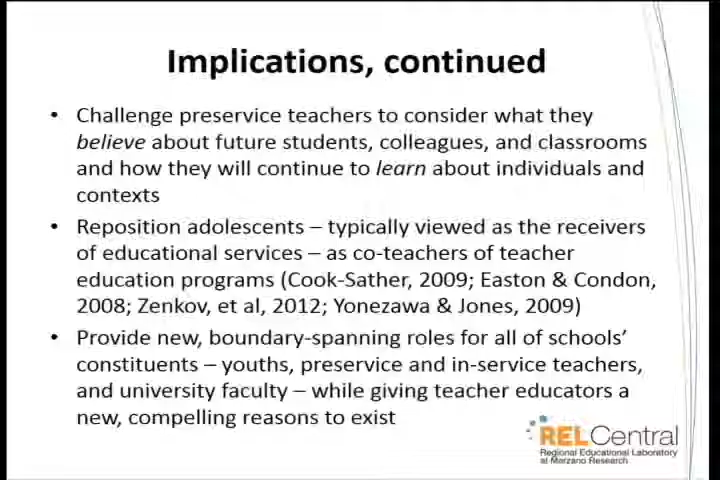 Implications, continued
• Challenge preservice teachers to consider what they
believe about future students, colleagues, and classrooms
and how they will continue to learn about individuals and
contexts
• Reposition adolescents – typically viewed as the receivers
of educational services – as co-teachers of teacher
education programs (Cook-Sather, 2009; Easton & Condon,
2008; Zenkov, et al, 2012; Yonezawa & Jones, 2009)
• Provide new, boundary-spanning roles for all of schools’
constituents – youths, preservice and in-service teachers,
and university faculty – while giving teacher educators a
new, compelling reasons to exist
REL Central
Regional Educational Laboratory
at Marzano Research